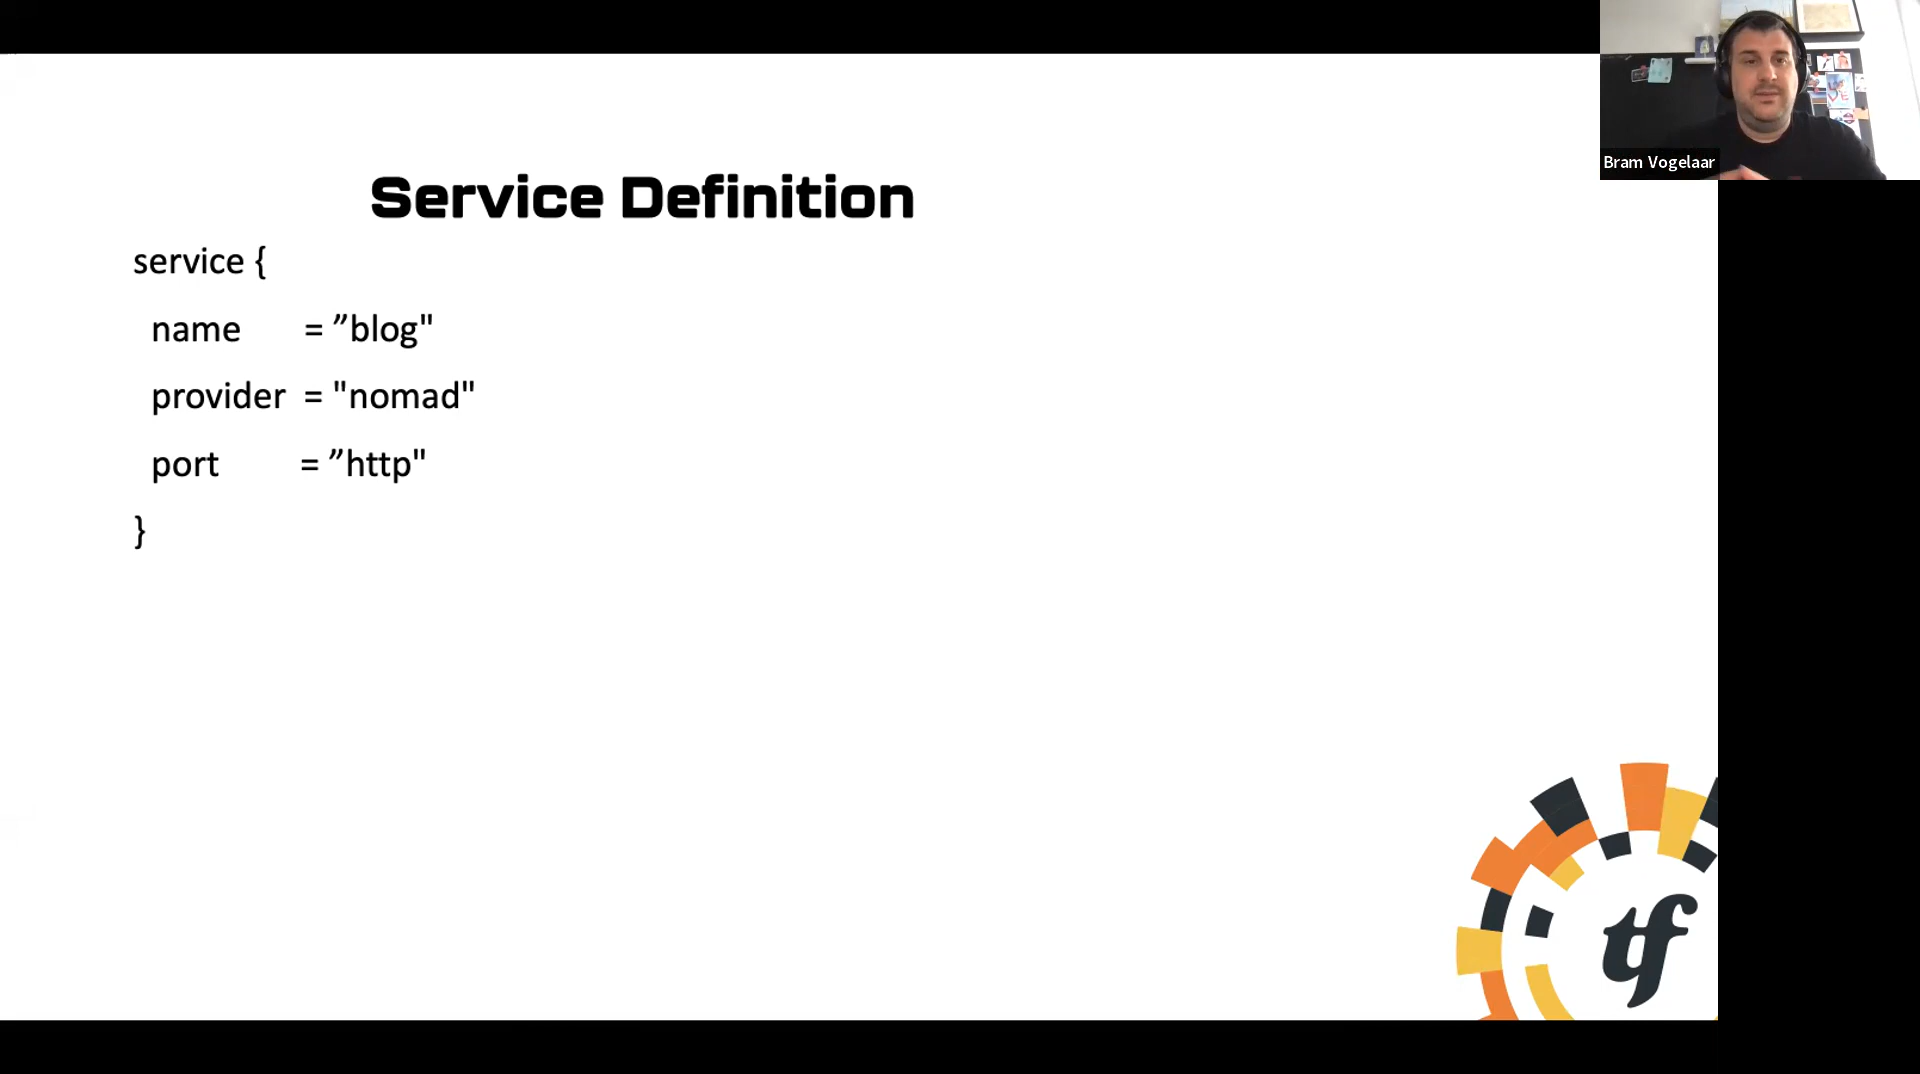 Bram Vogelaar
Service Definition
service {
name = ”blog"
provider = "nomad"
port = ”http"
}
tf